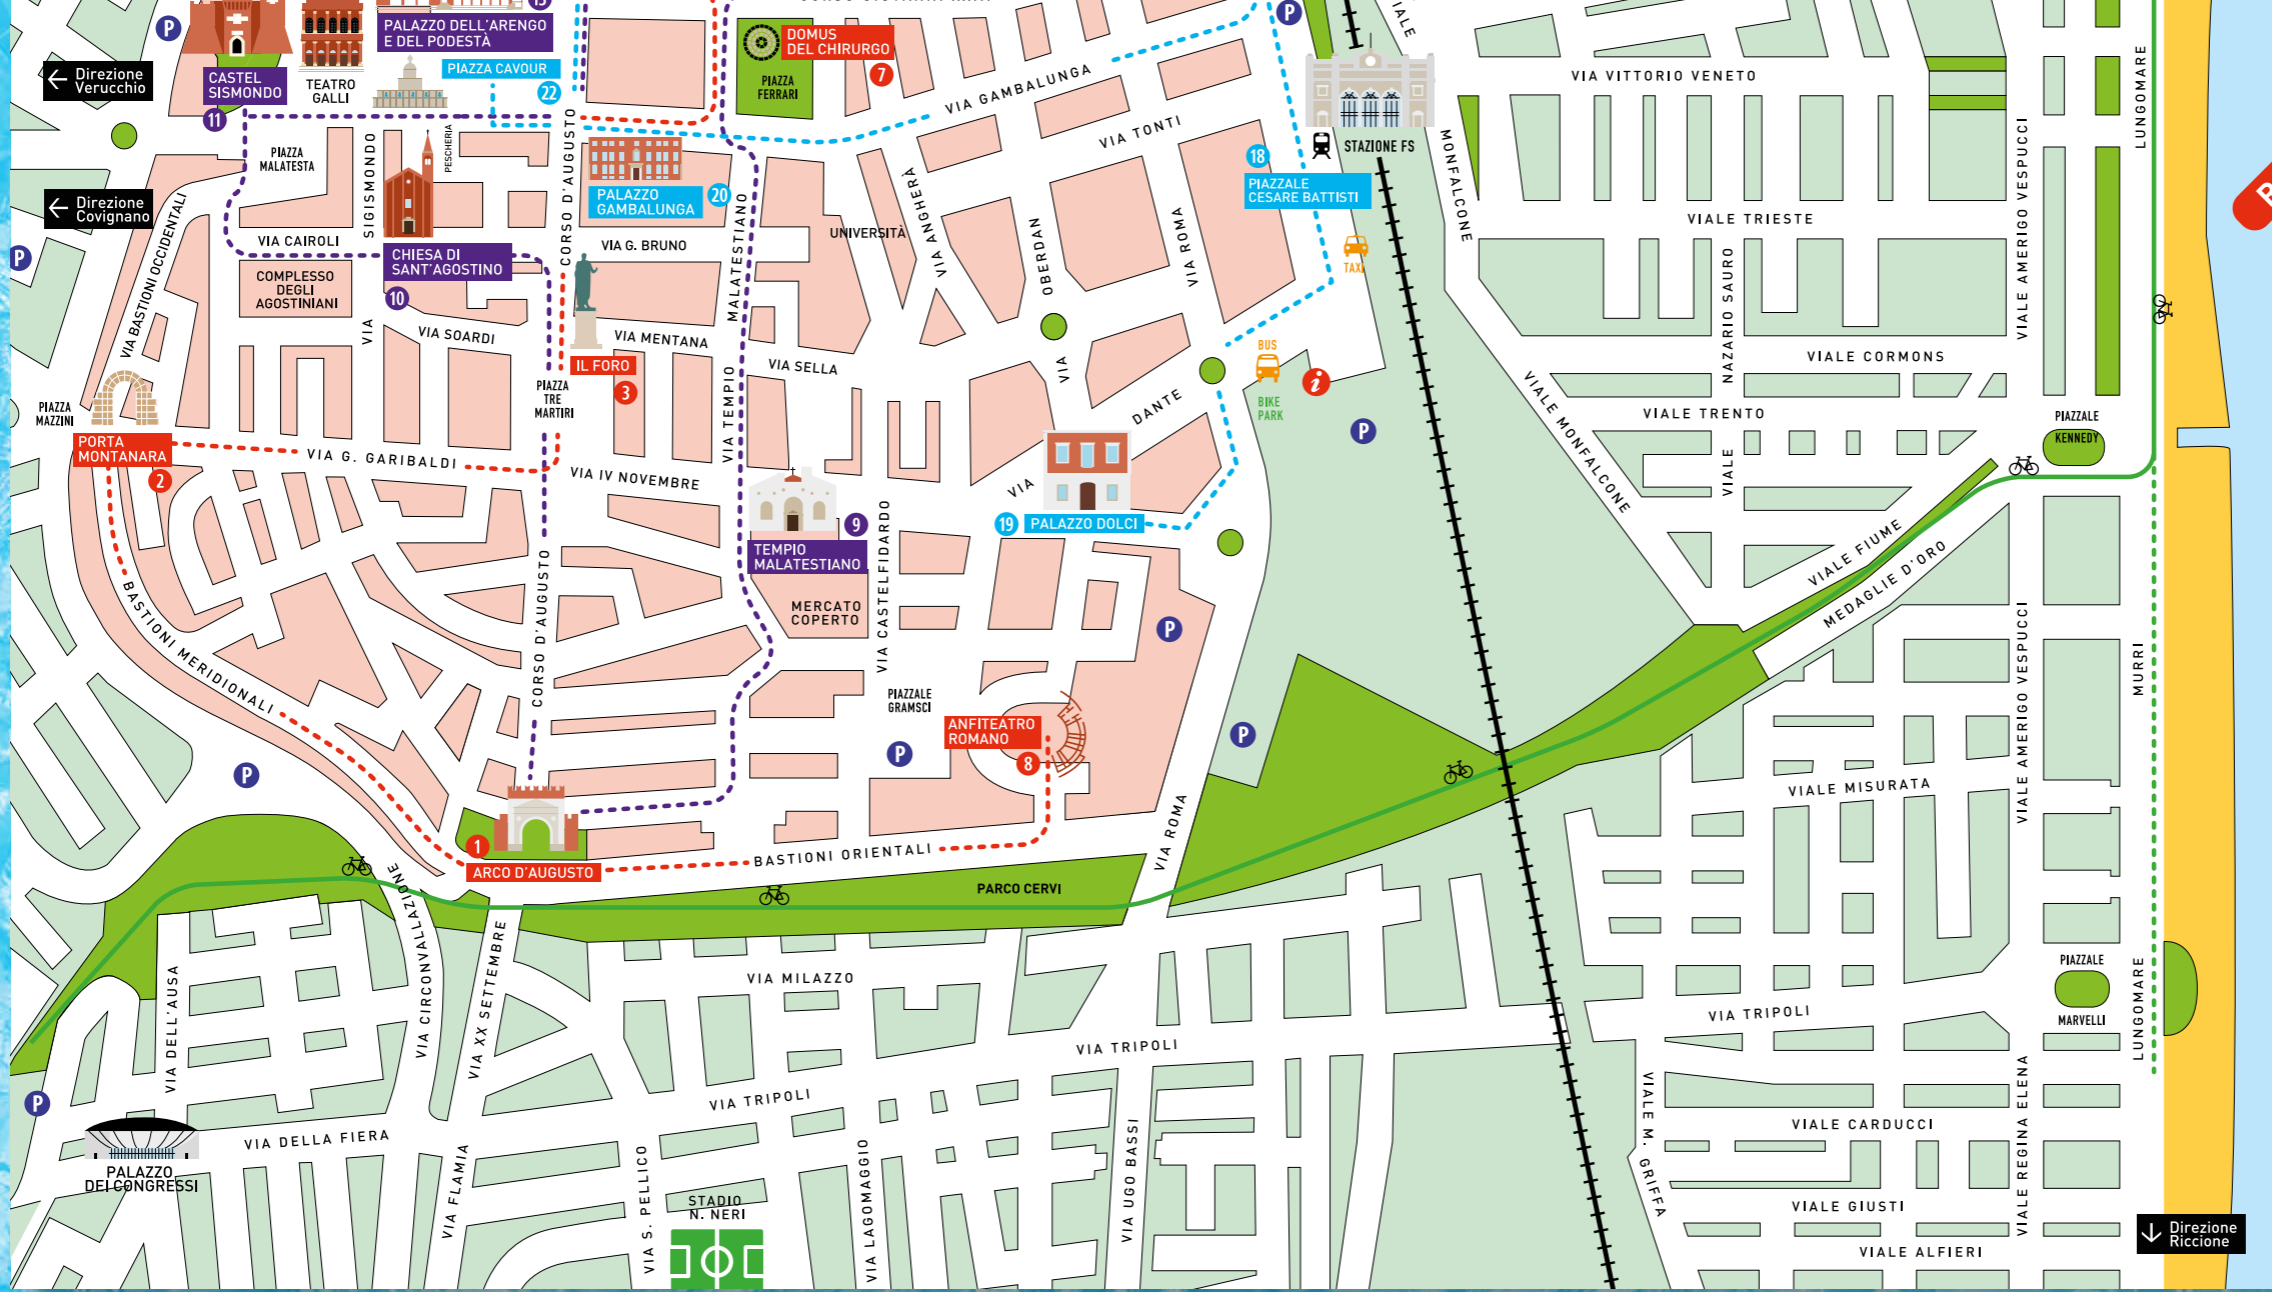 PALAZZO DELL'ARENGO
E DEL PODESTÀ
DOMUS
DEL CHIRURGO
7
PIAZZA
FERRARI
P
P
VIALE
Direzione
Verucchio
CASTEL
SISMONDO
11
TEATRO
GALLI
PIAZZA CAVOUR
22
VIA GAMBALUNGA
VIA TONTI
VIA VITTORIO VENETO
LUNGOMARE
PIAZZA
MALATESTA
SIGISMONDO
PESCHERIA
CORSO D'AUGUSTO
PALAZZO
GAMBALUNGA
20
MALATESTIANO
UNIVERSITÀ
VIA ANGHERÀ
OBERDAN
VIA ROMA
18
PIAZZALE
CESARE BATTISTI
STAZIONE FS
MONFALCONE
VIALE TRIESTE
VIALE AMERIGO VESPUCCI
Direzione
Covignano
P
VIA BASTIONI OCCIDENTALI
VIA CAIROLI
CHIESA DI
SANT'AGOSTINO
10
VIA G. BRUNO
COMPLESSO
DEGLI
AGOSTINIANI
VIA
VIA SOARDI
VIA MENTANA
VIA SELLA
TAXI
NAZARIO SAURO
VIALE CORMONS
IL FORO
3
PIAZZA
TRE
MARTIRI
VIA TEMPIO
VIA
BUS
BIKE
PARK
i
P
DANTE
VIA
VIALE MONFALCONE
VIALE TRENTO
VIALE
PIAZZALE
KENNEDY
PIAZZA
MAZZINI
PORTA
MONTANARA
2
VIA G. GARIBALDI
VIA IV NOVEMBRE
19
PALAZZO DOLCI
9
TEMPIO
MALATESTIANO
VIA CASTELFIDARDO
MERCATO
COPERTO
CORSO D'AUGUSTO
BASTIONI MERIDIONALI
P
VIALE FIUME
MEDAGLIE D'ORO
VIALE AMERIGO VESPUCCI
MURRI
PIAZZALE
GRAMSCI
P
ANFITEATRO
ROMANO
8
P
P
VIALE MISURATA
1
ARCO D'AUGUSTO
BASTIONI ORIENTALI
VIA ROMA
PARCO CERVI
VIA CIRCONVALLAZIONE
VIA XX SETTEMBRE
VIA DELL'AUSA
VIA MILAZZO
PIAZZALE
MARVELLI
LUNGOMARE
VIA TRIPOLI
VIA TRIPOLI
VIA TRIPOLI
P
PALAZZO
DEI CONGRESSI
VIA DELLA FIERA
VIA FLAMIA
VIA S. PELLICO
STADIO
N. NERI
VIA LAGOMAGGIO
VIA UGO BASSI
VIALE M. GRIFFA
VIALE CARDUCCI
VIALE REGINA ELENA
VIALE GIUSTI
VIALE ALFIERI
Direzione
Riccione